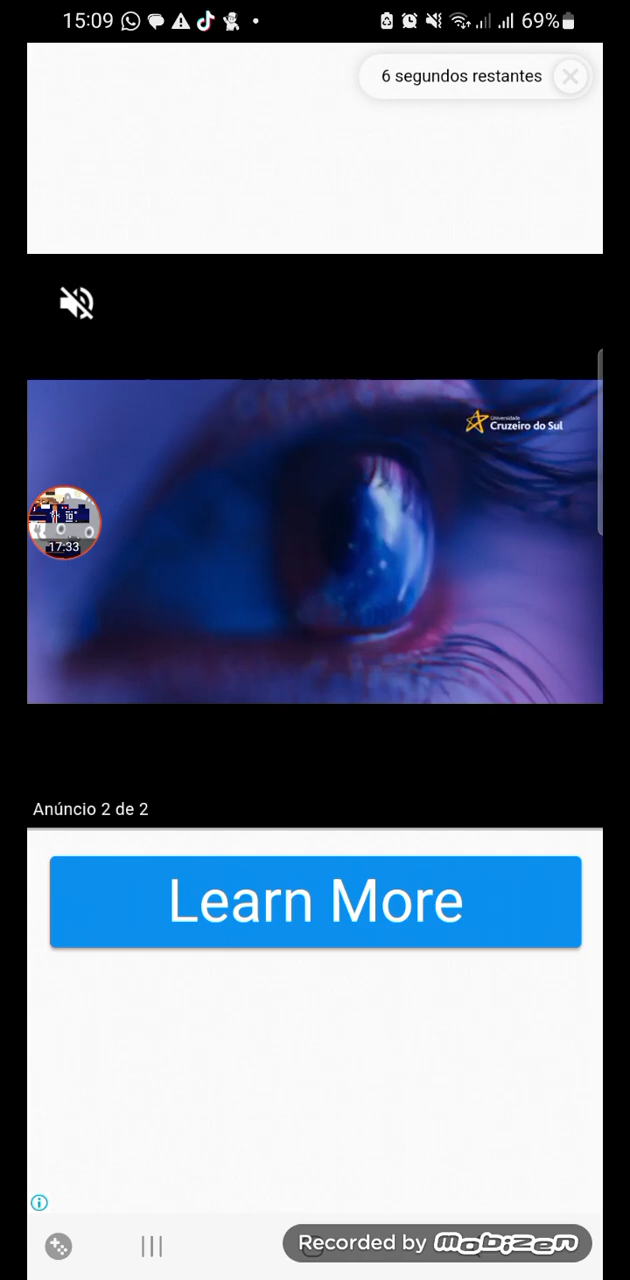 15:09
69%
6 segundos restantes
Universidade
Cruzeiro do Sul
17:33
Anúncio 2 de 2
Learn More
Recorded by mobizen